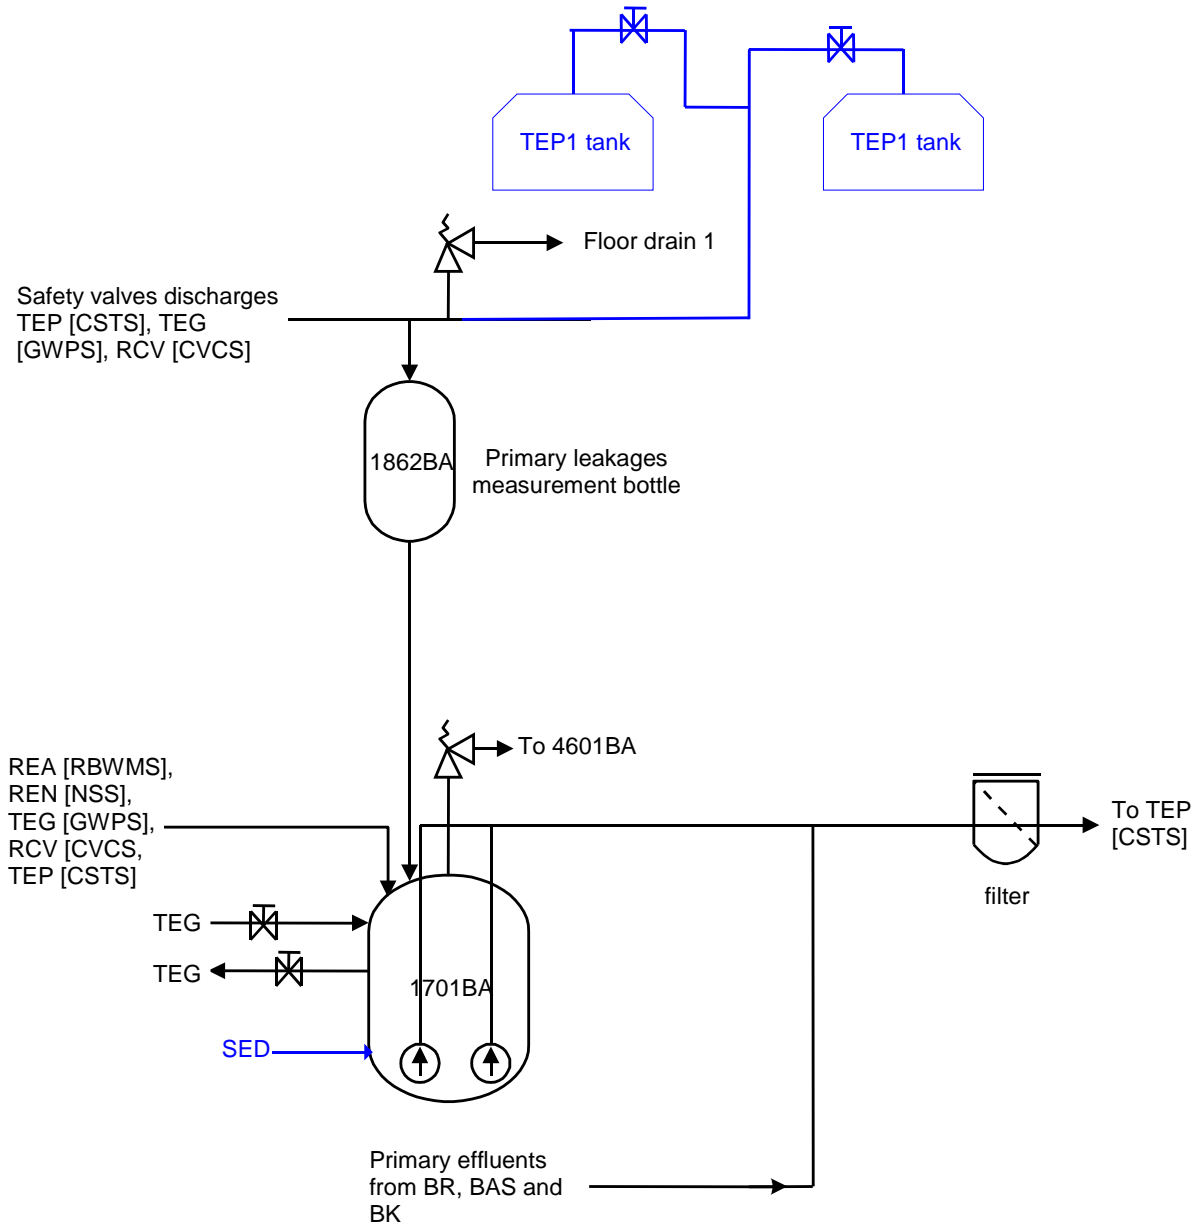 TEP1 tank
TEP1 tank
Floor drain 1
Safety valves discharges
TEP [CSTS], TEG
[GWPS], RCV [CVCS]
1862BA
Primary leakages
measurement bottle
To 4601BA
REA [RBWMS],
REN [NSS],
TEG [GWPS],
RCV [CVCS,
TEP [CSTS]
To TEP
[CSTS]
filter
TEG
TEG
1701BA
SED
Primary effluents
from BR, BAS and
BK